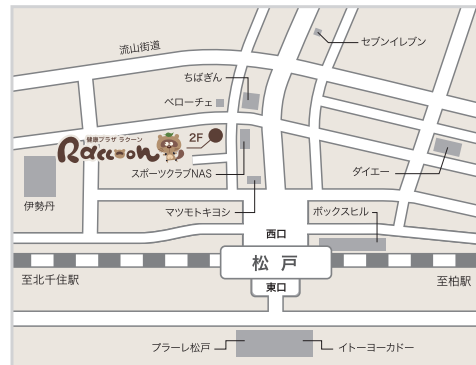 流山街道
セブンイレブン
ちばぎん
ベローチェ
健康プラザ ラクーン
Raccoon
2F
スポーツクラブNAS
ダイエー
伊勢丹
マツモトキヨシ
ボックスヒル
西口
松戸
至北千住駅
東口
至柏駅
プラーレ松戸
イトーヨーカドー